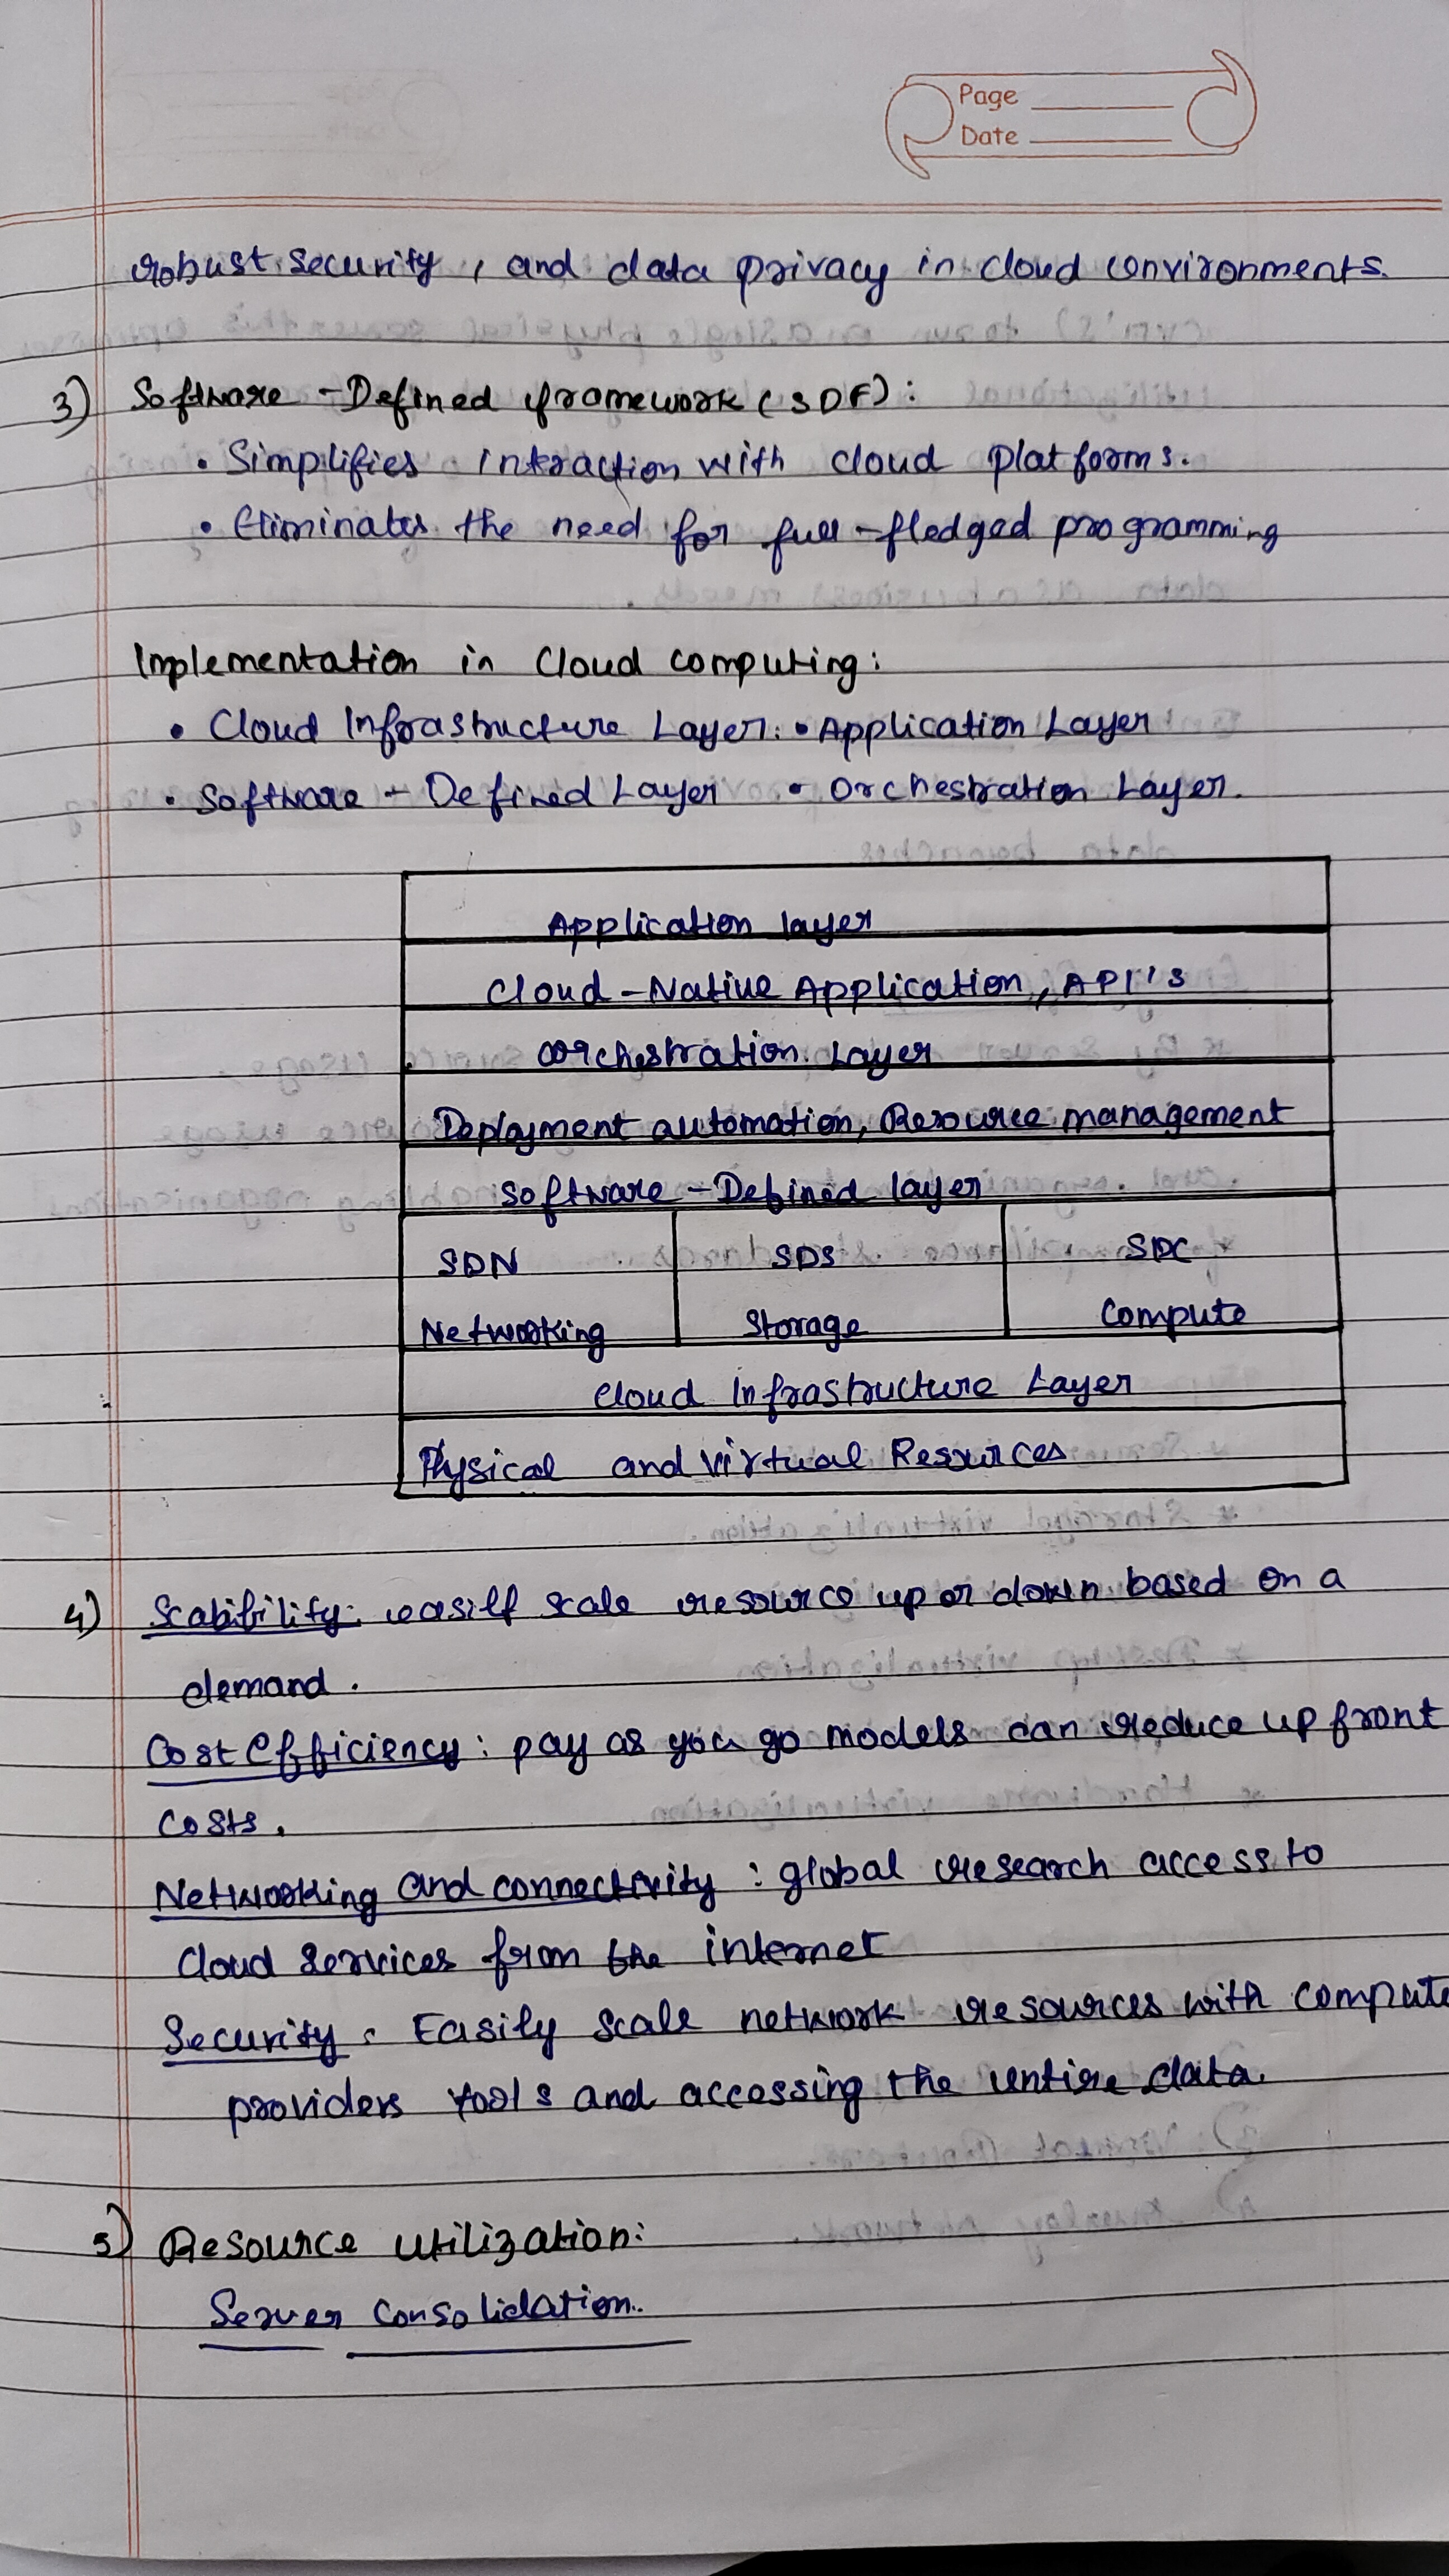 Page
Date
robust security, and data privacy in cloud environments.
3) Software-Defined framework (SDF):
• Simplifies intraction with cloud platforms.
• Eliminates the need for full-fledged programming
Implementation in Cloud computing:
• Cloud Infrastructure Layer. • Application Layer
• Software - Defined Layer • Orchestration Layer.
Application layer
Cloud-Native Application, API's
Orchestration Layer
Deployment automation, Resource management
Software-Defined layer
SDN SDS SDC
Networking Storage Compute
Cloud infrastructure Layer
Physical and virtual Resources
4) Scabibility: easilf scale resource up or down based on a
demand.
Cost efficiency: pay as you go models can reduce up front
costs.
Networking and connectivity: global research access to
Cloud services from the internet
Security: Easily scale network resources with compute
providers tools and accessing the entire data.
5) Resource utilization:
Server consolidation.